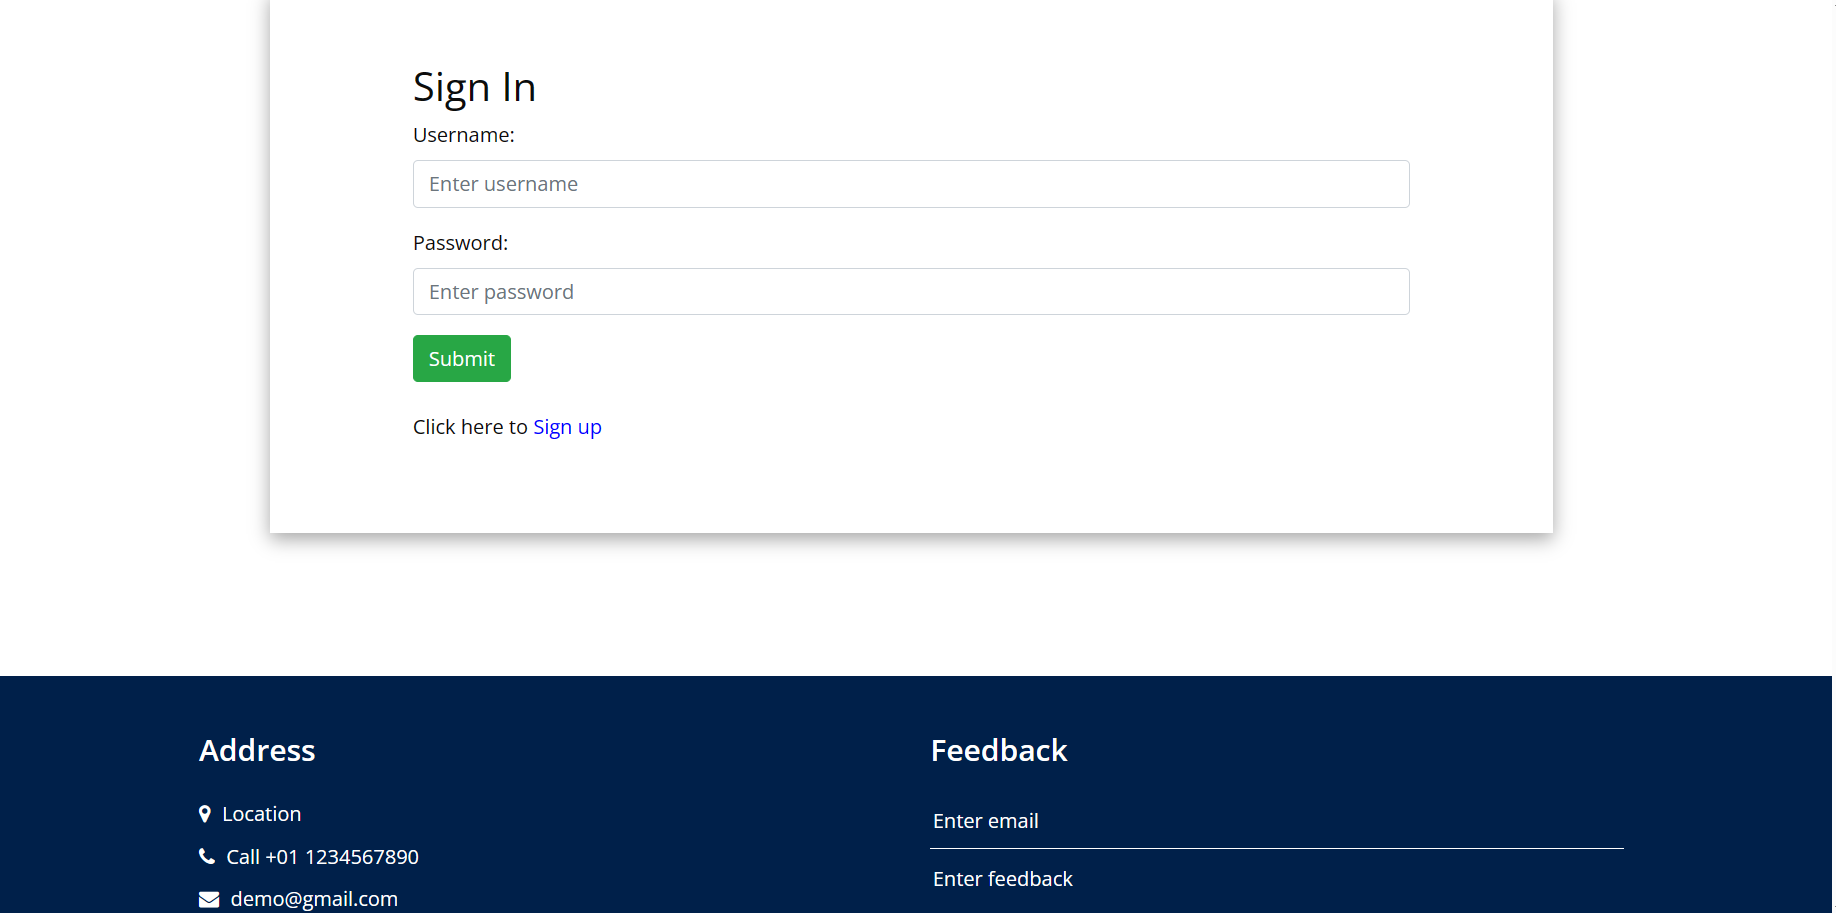 Sign In
Username:
Enter username
Password:
Enter password
Submit
Click here to Sign up
Address
Location
Call +01 1234567890
demo@gmail.com
Feedback
Enter email
Enter feedback